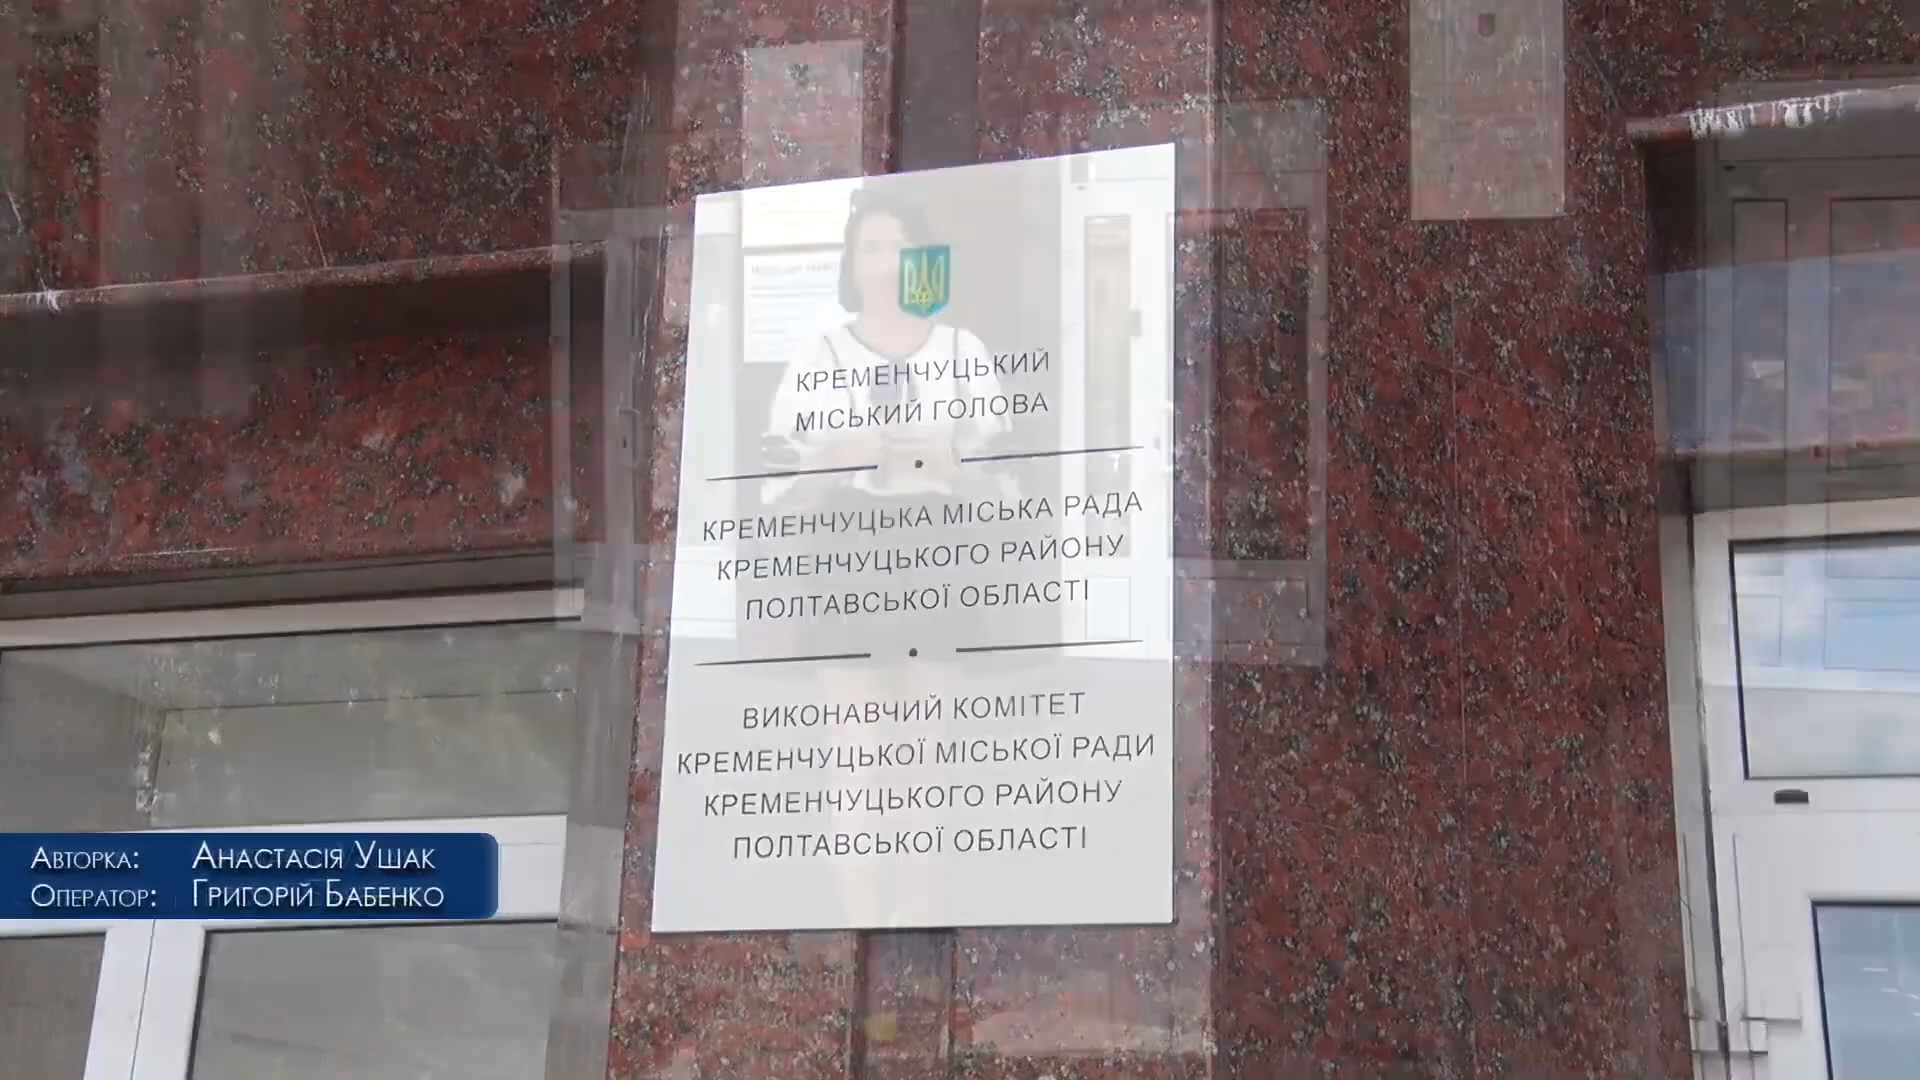 КРЕМЕНЧУЦЬКИЙ
МІСЬКИЙ ГОЛОВА
КРЕМЕНЧУЦЬКА МІСЬКА РАДА
КРЕМЕНЧУЦЬКОГО РАЙОНУ
ПОЛТАВСЬКОЇ ОБЛАСТІ
ВИКОНАВЧИЙ КОМІТЕТ
КРЕМЕНЧУЦЬКОЇ МІСЬКОЇ РАДИ
КРЕМЕНЧУЦЬКОГО РАЙОНУ
ПОЛТАВСЬКОЇ ОБЛАСТІ
Авторка: Анастасія Ушак
Оператор: Григорій Бабенко